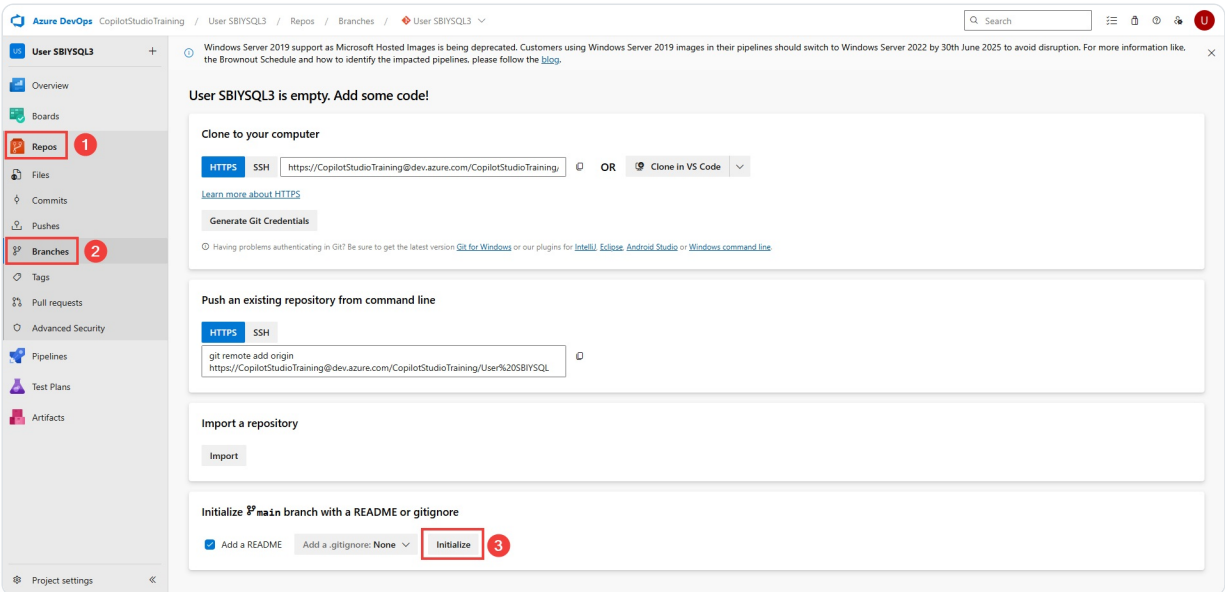 Azure DevOps CopilotStudioTraining / User SBIYSQL3 / Repos / Branches / User SBIYSQL3
Search
U
US User SBIYSQL3 +
Overview
Boards
Repos 1
Files
Commits
Pushes
Branches 2
Tags
Pull requests
Advanced Security
Pipelines
Test Plans
Artifacts
Project settings
Windows Server 2019 support as Microsoft Hosted Images is being deprecated. Customers using Windows Server 2019 images in their pipelines should switch to Windows Server 2022 by 30th June 2025 to avoid disruption. For more information like,
the Brownout Schedule and how to identify the impacted pipelines, please follow the blog.
User SBIYSQL3 is empty. Add some code!
Clone to your computer
HTTPS SSH https://CopilotStudioTraining@dev.azure.com/CopilotStudioTraining/ OR Clone in VS Code
Learn more about HTTPS
Generate Git Credentials
Having problems authenticating in Git? Be sure to get the latest version Git for Windows or our plugins for IntelliJ, Eclipse, Android Studio or Windows command line.
Push an existing repository from command line
HTTPS SSH
git remote add origin
https://CopilotStudioTraining@dev.azure.com/CopilotStudioTraining/User%20SBIYSQL
Import a repository
Import
Initialize main branch with a README or gitignore
Add a README Add a .gitignore: None Initialize 3